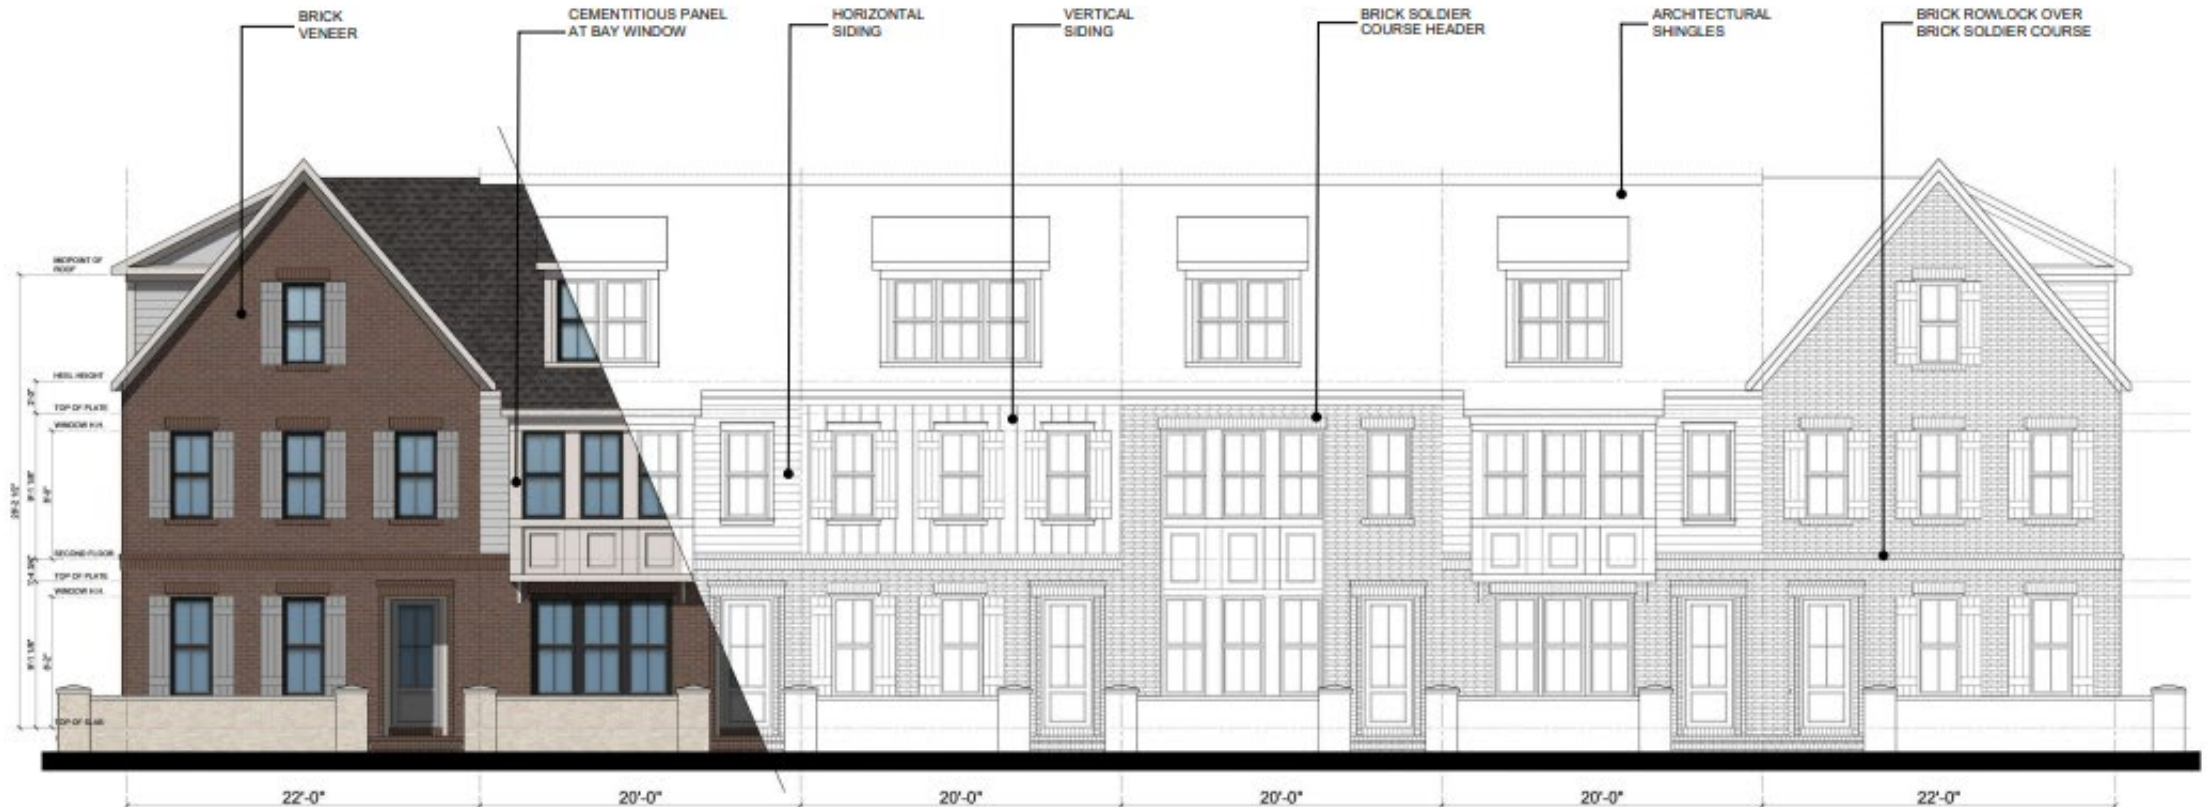 BRICK
VENEER
CEMENTITIOUS PANEL
AT BAY WINDOW
HORIZONTAL
SIDING
VERTICAL
SIDING
BRICK SOLDIER
COURSE HEADER
ARCHITECTURAL
SHINGLES
BRICK ROWLOCK OVER
BRICK SOLDIER COURSE
MIDPOINT OF
ROOF
HEEL HEIGHT
TOP OF PLATE
WINDOW H.H.
SECOND FLOOR
TOP OF PLATE
WINDOW H.H.
TOP OF SLAB
22'-0"
20'-0"
20'-0"
20'-0"
20'-0"
22'-0"